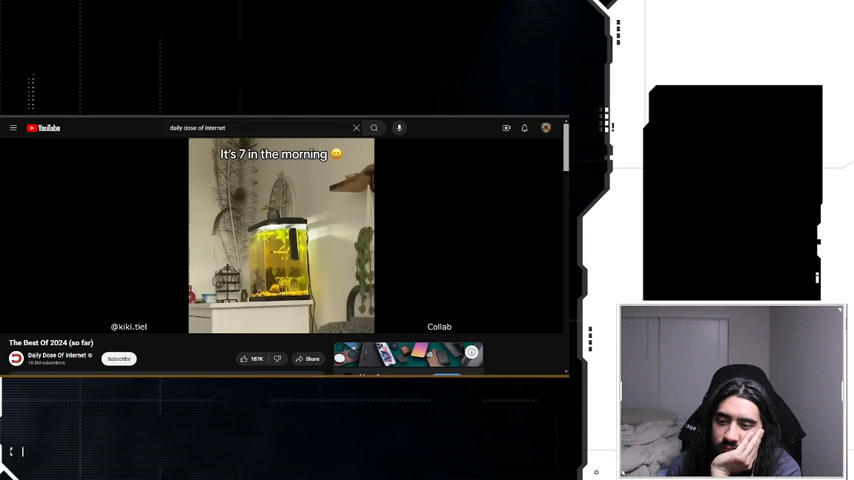 YouTube
daily dose of internet
It's 7 in the morning 😬
@kiki.tiel
Collab
The Best Of 2024 (so far)
Daily Dose Of Internet
Subscribe
187K
Share